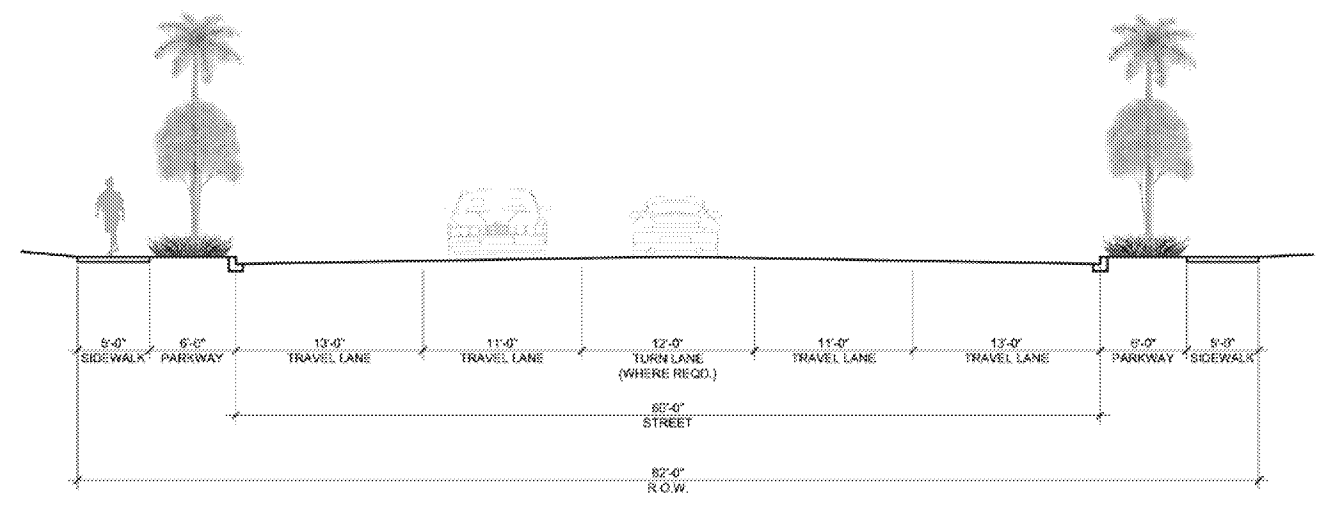 5'-0" 6'-0" 13'-0" 11'-0" 12'-0" 11'-0" 13'-0" 6'-0" 5'-0"
SIDEWALK PARKWAY TRAVEL LANE TRAVEL LANE TURN LANE TRAVEL LANE TRAVEL LANE PARKWAY SIDEWALK
(WHERE REQD.)
60'-0"
STREET
82'-0"
R.O.W.